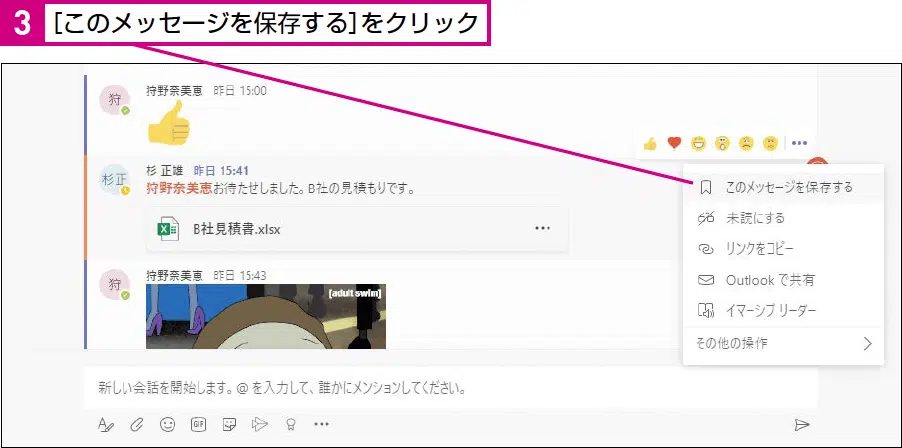 3 [このメッセージを保存する]をクリック
狩 狩野奈美恵 昨日 15:00
杉正 杉 正雄 昨日 15:41
狩野奈美恵お待たせしました。B社の見積もりです。
B社見積書.xlsx
狩 狩野奈美恵 昨日 15:43
[adult swim]
このメッセージを保存する
未読にする
リンクをコピー
Outlook で共有
イマーシブ リーダー
その他の操作
新しい会話を開始します。@ を入力して、誰かにメンションしてください。
GIF